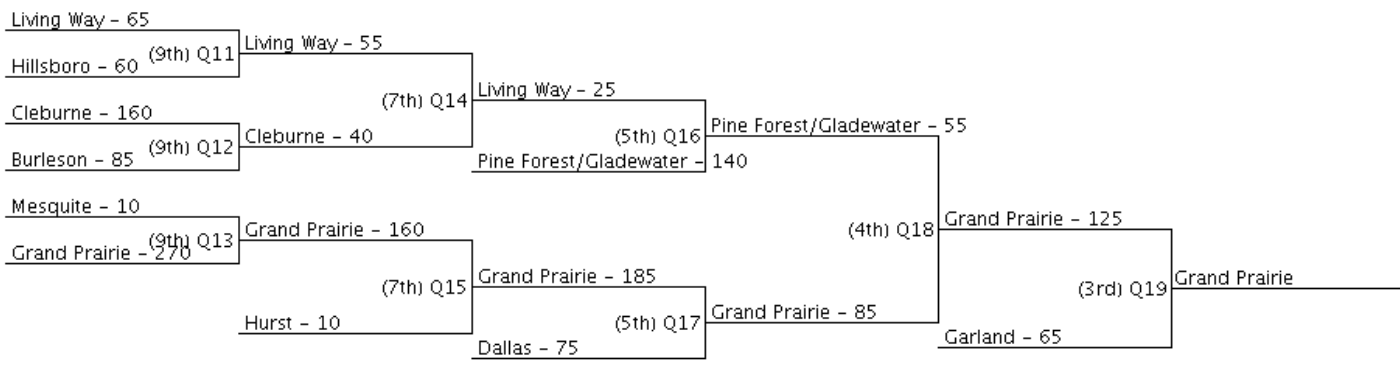 Living Way – 65
(9th) Q11
Hillsboro – 60
Living Way – 55
Cleburne – 160
(9th) Q12
Burleson – 85
(7th) Q14
Cleburne – 40
Living Way – 25
(5th) Q16
Pine Forest/Gladewater – 140
Pine Forest/Gladewater – 55
Mesquite – 10
(9th) Q13
Grand Prairie – 270
Grand Prairie – 160
(7th) Q15
Hurst – 10
Grand Prairie – 185
(5th) Q17
Dallas – 75
(4th) Q18
Grand Prairie – 85
Grand Prairie – 125
(3rd) Q19
Garland – 65
Grand Prairie